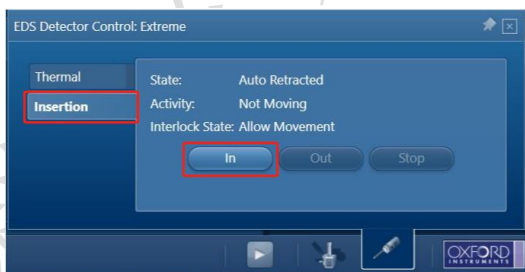 EDS Detector Control: Extreme
Thermal
Insertion
State: Auto Retracted
Activity: Not Moving
Interlock State: Allow Movement
In Out Stop
OXFORD
INSTRUMENTS